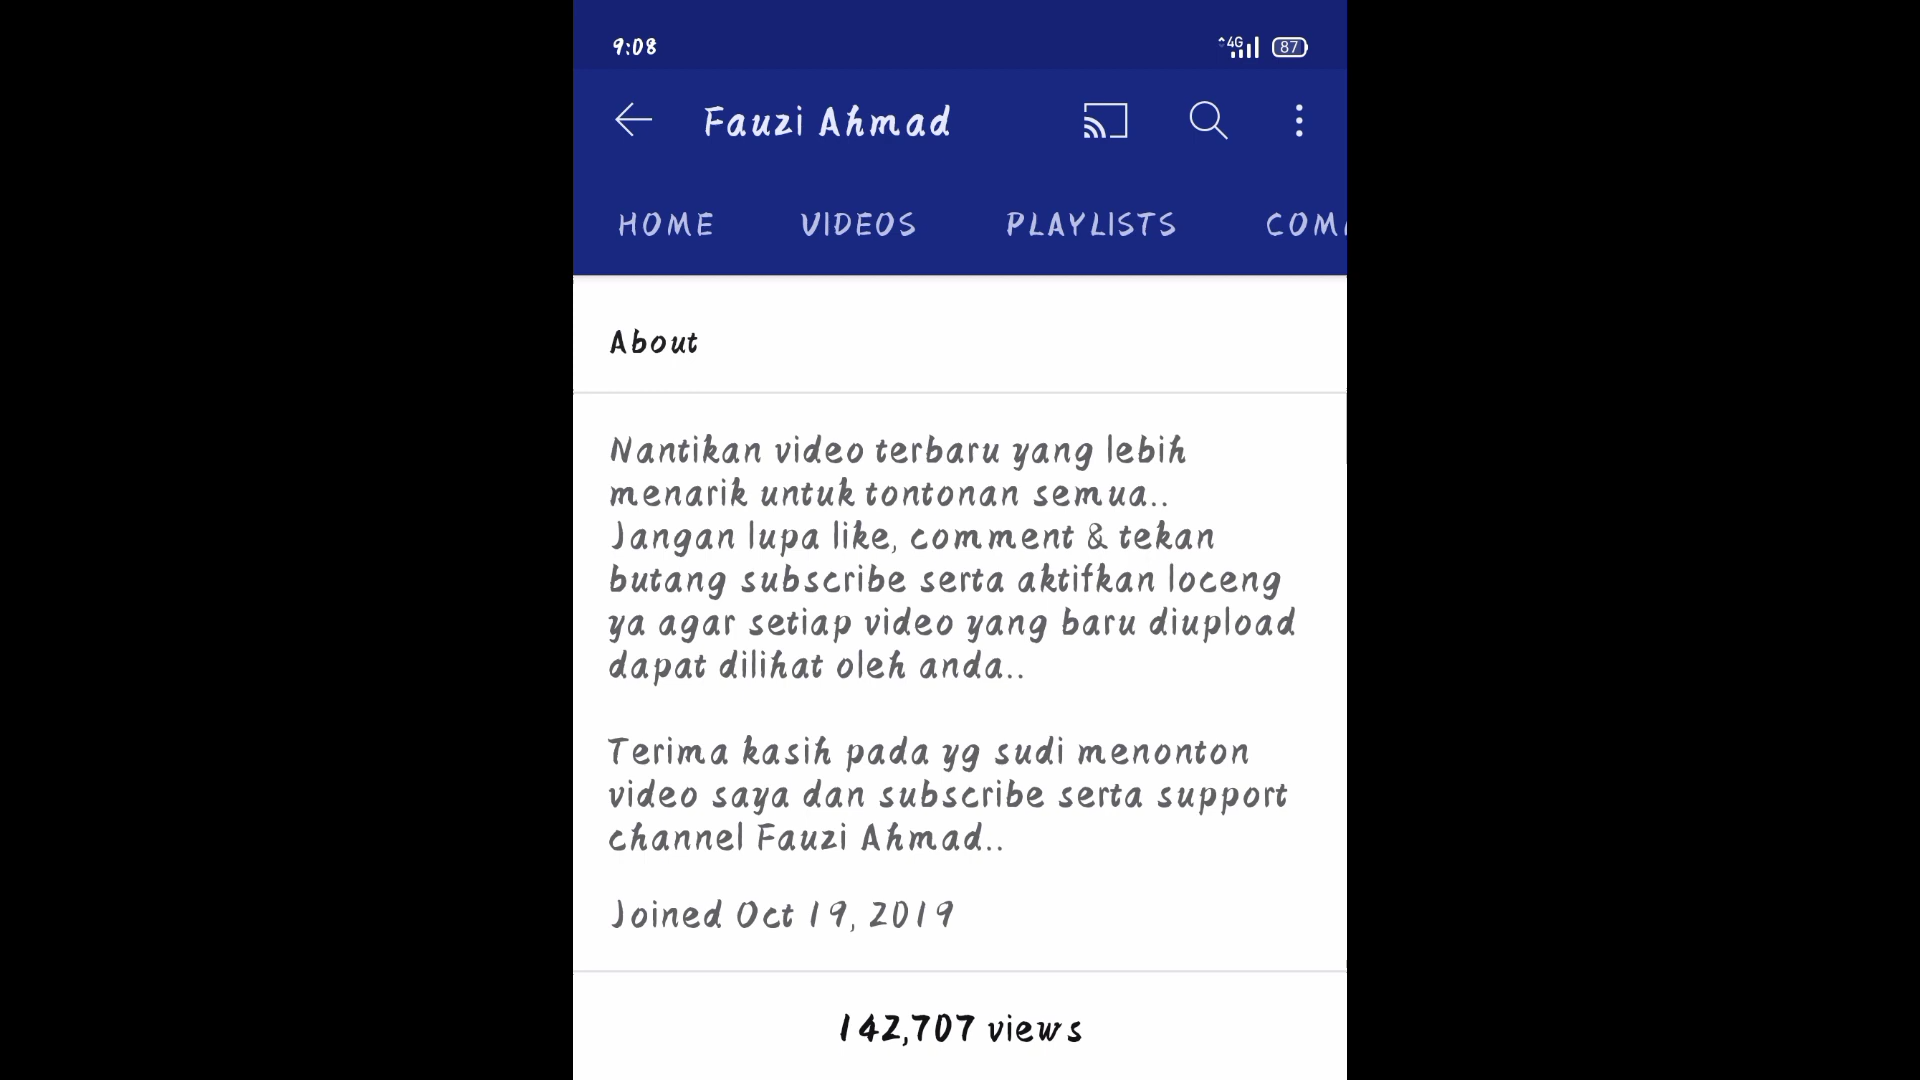 9:08 4G 87
Fauzi Ahmad
HOME VIDEOS PLAYLISTS
About
Nantikan video terbaru yang lebih
menarik untuk tontonan semua..
Jangan lupa like, comment & tekan
butang subscribe serta aktifkan loceng
ya agar setiap video yang baru diupload
dapat dilihat oleh anda..
Terima kasih pada yg sudi menonton
video saya dan subscribe serta support
channel Fauzi Ahmad..
Joined Oct 19, 2019
142,707 views